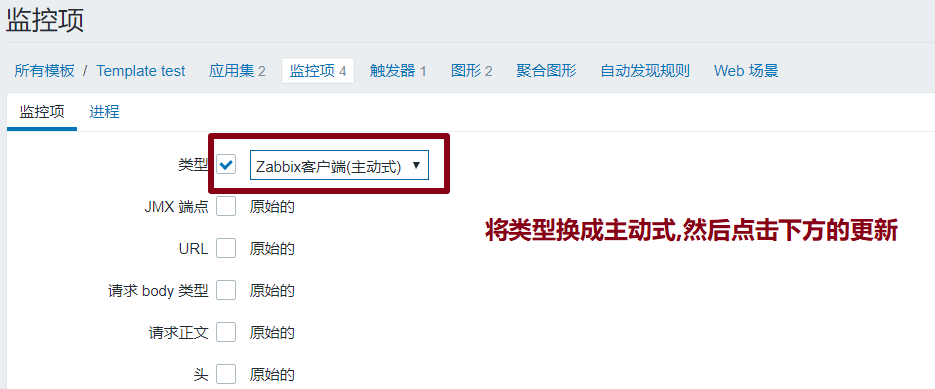 监控项
所有模板 / Template test 应用集 2 监控项 4 触发器 1 图形 2 聚合图形 自动发现规则 Web 场景
监控项 进程
类型 Zabbix客户端(主动式)
JMX 端点 原始的
将类型换成主动式,然后点击下方的更新
URL 原始的
请求 body 类型 原始的
请求正文 原始的
头 原始的